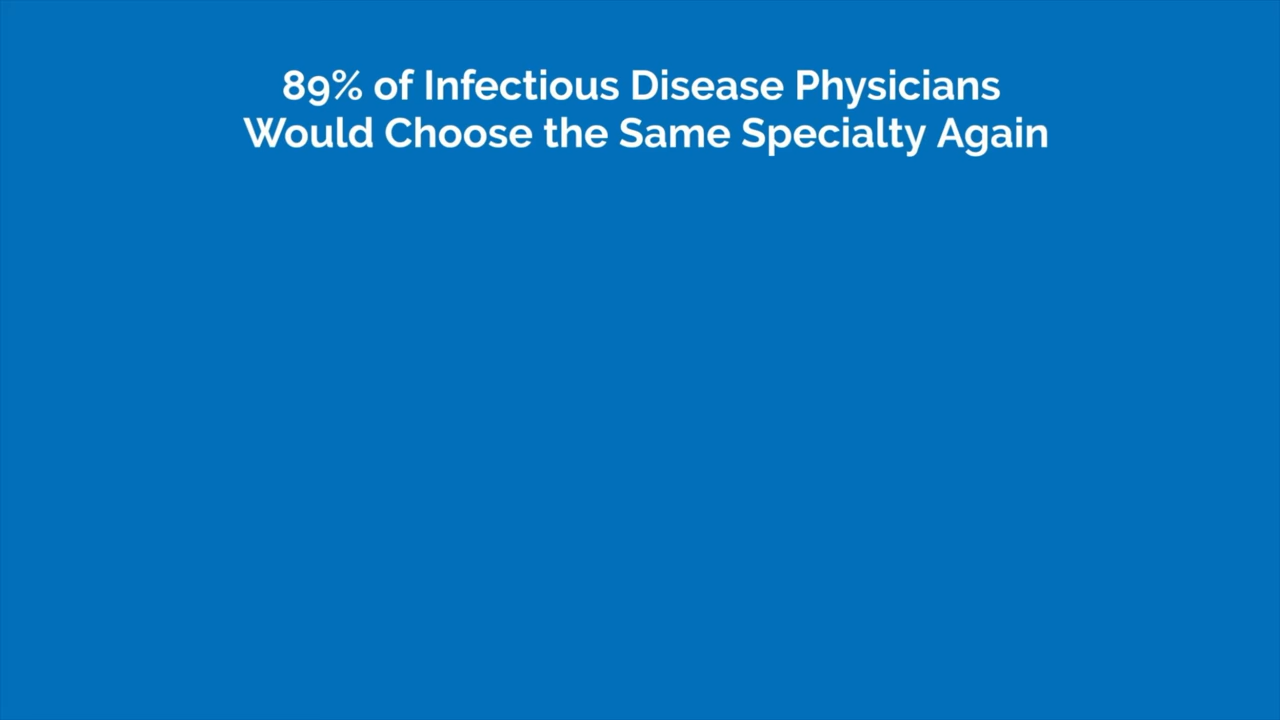 89% of Infectious Disease Physicians
Would Choose the Same Specialty Again